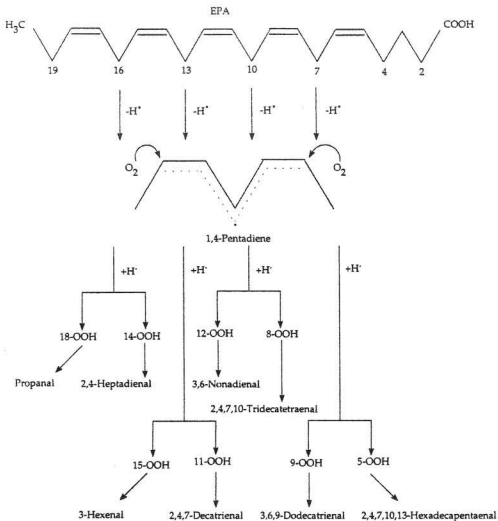 EPA
H₃C COOH
19 16 13 10 7 4 2
-H• -H• -H• -H•
O₂ O₂
1,4-Pentadiene
+H• +H• +H• +H•
18-OOH 14-OOH 12-OOH 8-OOH
Propanal 2,4-Heptadienal 3,6-Nonadienal
2,4,7,10-Tridecatetraenal
15-OOH 11-OOH 9-OOH 5-OOH
3-Hexenal 2,4,7-Decatrienal 3,6,9-Dodecatrienal 2,4,7,10,13-Hexadecapentaenal